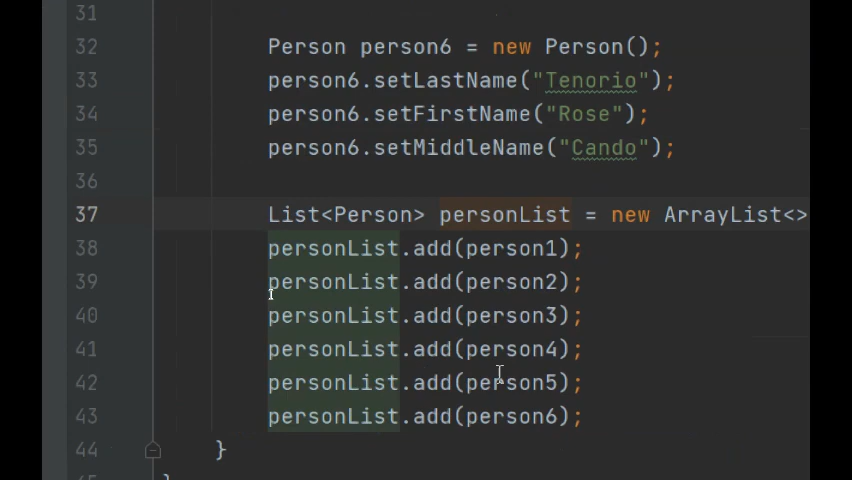 31
32 Person person6 = new Person();
33 person6.setLastName("Tenorio");
34 person6.setFirstName("Rose");
35 person6.setMiddleName("Cando");
36
37 List<Person> personList = new ArrayList<>
38 personList.add(person1);
39 personList.add(person2);
40 personList.add(person3);
41 personList.add(person4);
42 personList.add(person5);
43 personList.add(person6);
44 }